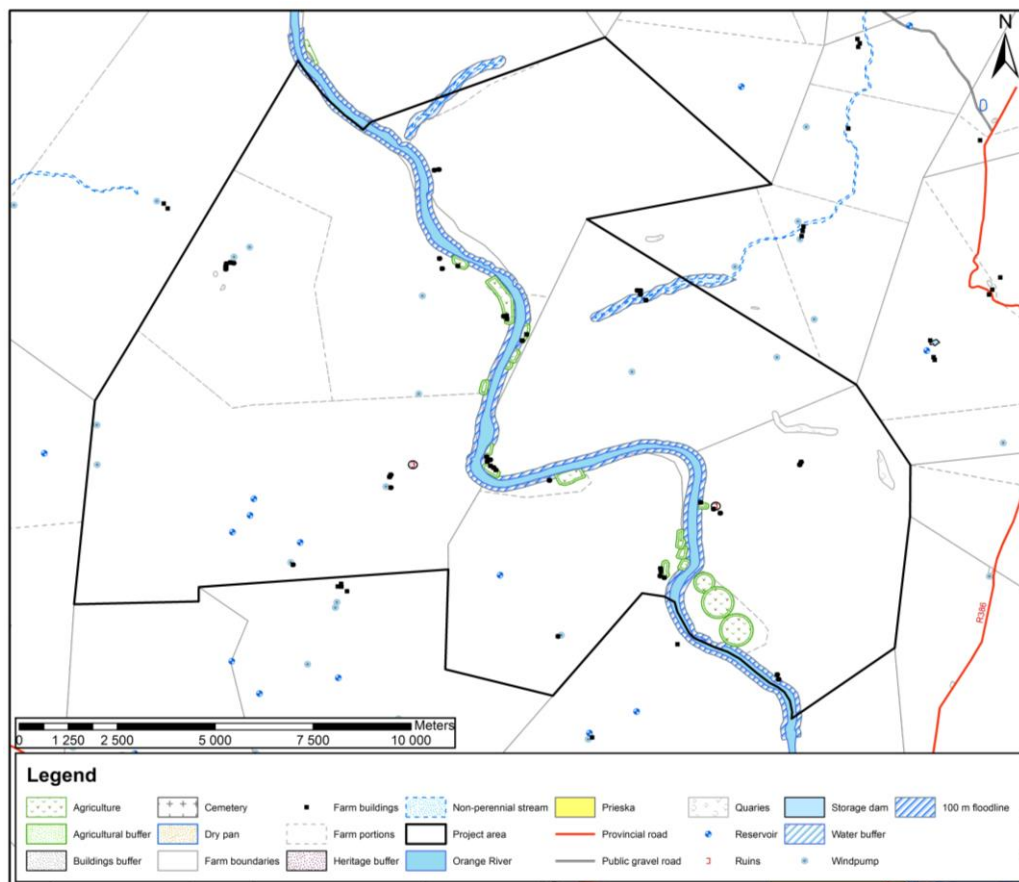 N
R386
Meters
0 1 250 2 500 5 000 7 500 10 000
Legend
Agriculture Cemetery Farm buildings Non-perennial stream Prieska Quaries Storage dam 100 m floodline
Agricultural buffer Dry pan Farm portions Project area Provincial road Reservoir Water buffer
Buildings buffer Farm boundaries Heritage buffer Orange River Public gravel road Ruins Windpump